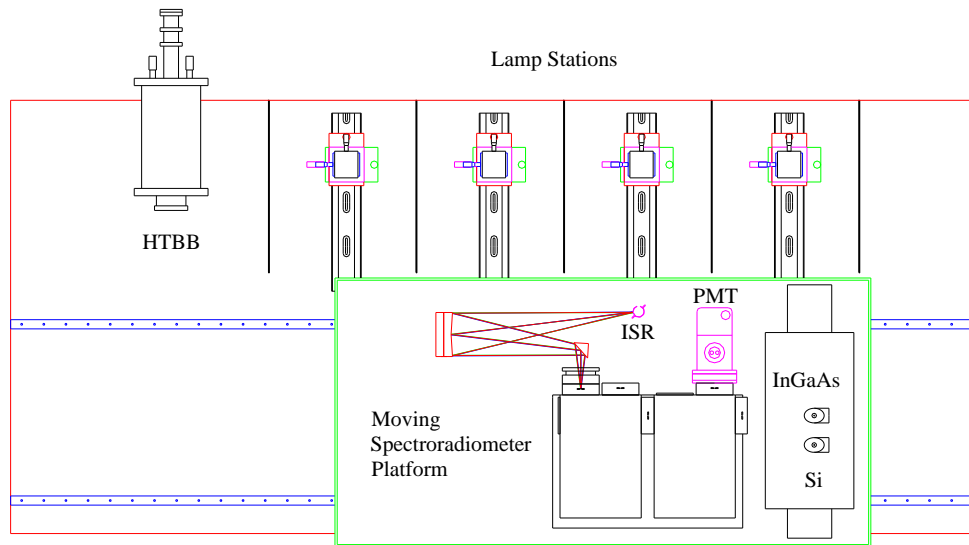 Lamp Stations
HTBB
PMT
ISR
InGaAs
Moving
Spectroradiometer
Platform
Si